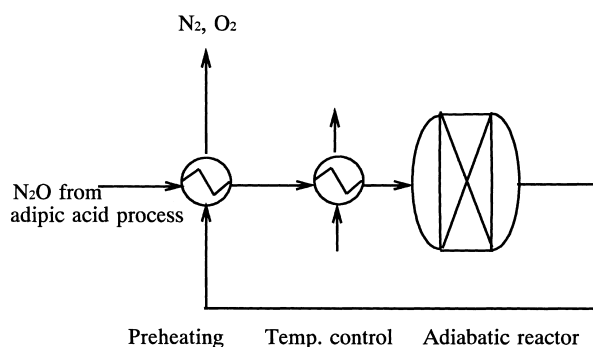 N₂, O₂
N₂O from
adipic acid process
Preheating
Temp. control
Adiabatic reactor